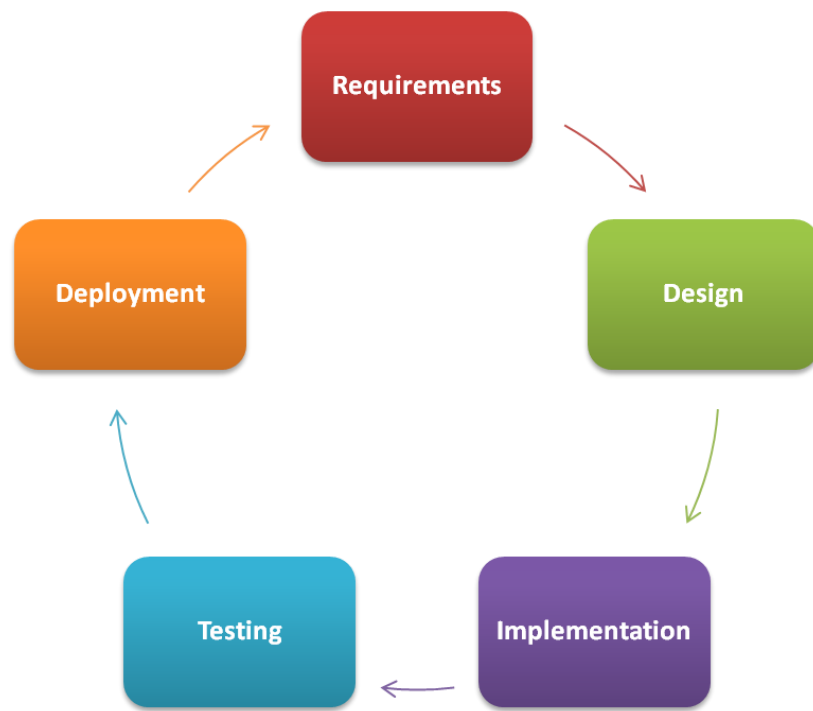 Requirements
Design
Implementation
Testing
Deployment